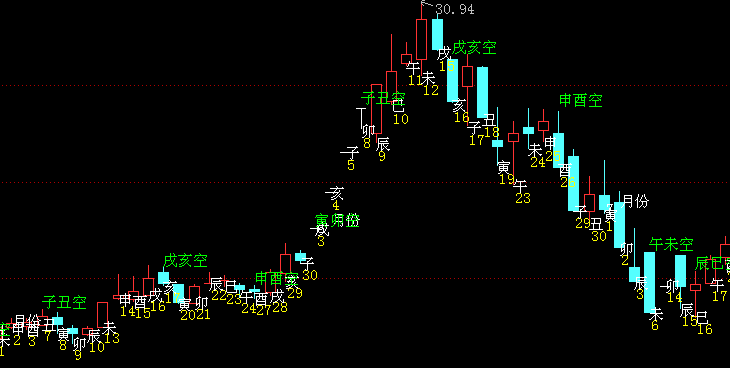 30.94
戌亥空
戌
15
午
11
未
12
子丑空
巳
10
申酉空
亥
16
子
17
丑
18
卯
8
辰
9
子
5
未
24
申
25
酉
寅
19
午
23
亥
4
寅卯空
月份
戌
3
子
29
丑
30
寅
1
月份
卯
2
午未空
戌亥空
子
30
申酉空
亥
29
辰
3
卯
14
午
17
子丑空
申
14
酉
15
戌
16
亥
17
寅
20
卯
21
辰
22
巳
23
午
24
酉
27
戌
28
未
6
辰
15
巳
16
月份
2
3
丑
7
寅
8
卯
9
辰
10
未
13
未
1